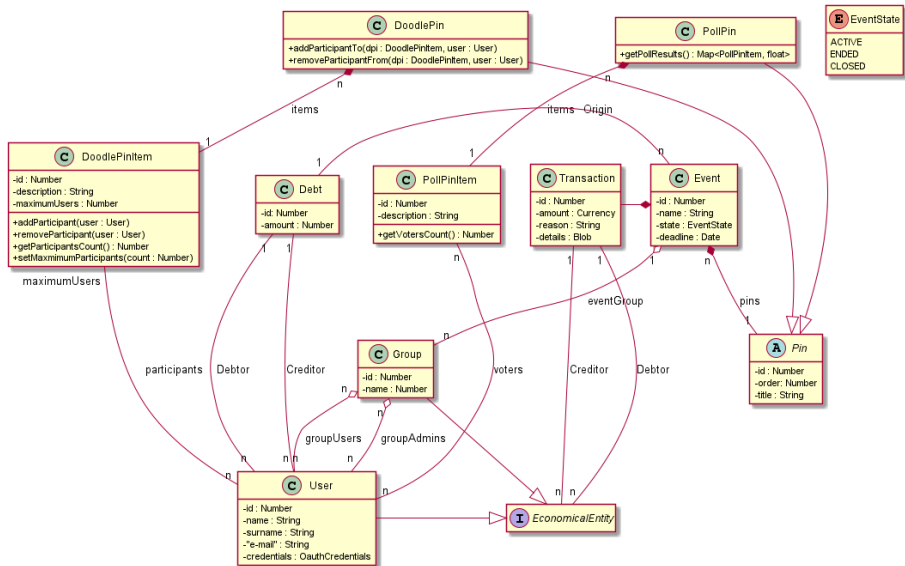 C DoodlePin
+addParticipantTo(dpi : DoodlePinItem, user : User)
+removeParticipantFrom(dpi : DoodlePinItem, user : User)
C PollPin
+getPollResults() : Map<PollPinItem, float>
E EventState
ACTIVE
ENDED
CLOSED
n
n
items
items
Origin
1
1
1
n
C DoodlePinItem
-id : Number
-description : String
-maximumUsers : Number
+addParticipant(user : User)
+removeParticipant(user : User)
+getParticipantsCount() : Number
+setMaxmimumParticipants(count : Number)
C Debt
-id: Number
-amount : Number
C PollPinItem
-id : Number
-description : String
+getVotersCount() : Number
C Transaction
-id : Number
-amount : Currency
-reason : String
-details : Blob
C Event
-id : Number
-name : String
-state : EventState
-deadline : Date
maximumUsers
1
1
n
1
1
1
n
eventGroup
pins
n
1
C Group
-id : Number
-name : Number
A Pin
-id : Number
-order: Number
-title : String
participants
Debtor
Creditor
voters
Creditor
Debtor
n
n
groupUsers
groupAdmins
n
n
n
n
n
n
n
C User
-id : Number
-name : String
-surname : String
-"e-mail" : String
-credentials : OauthCredentials
I EconomicalEntity